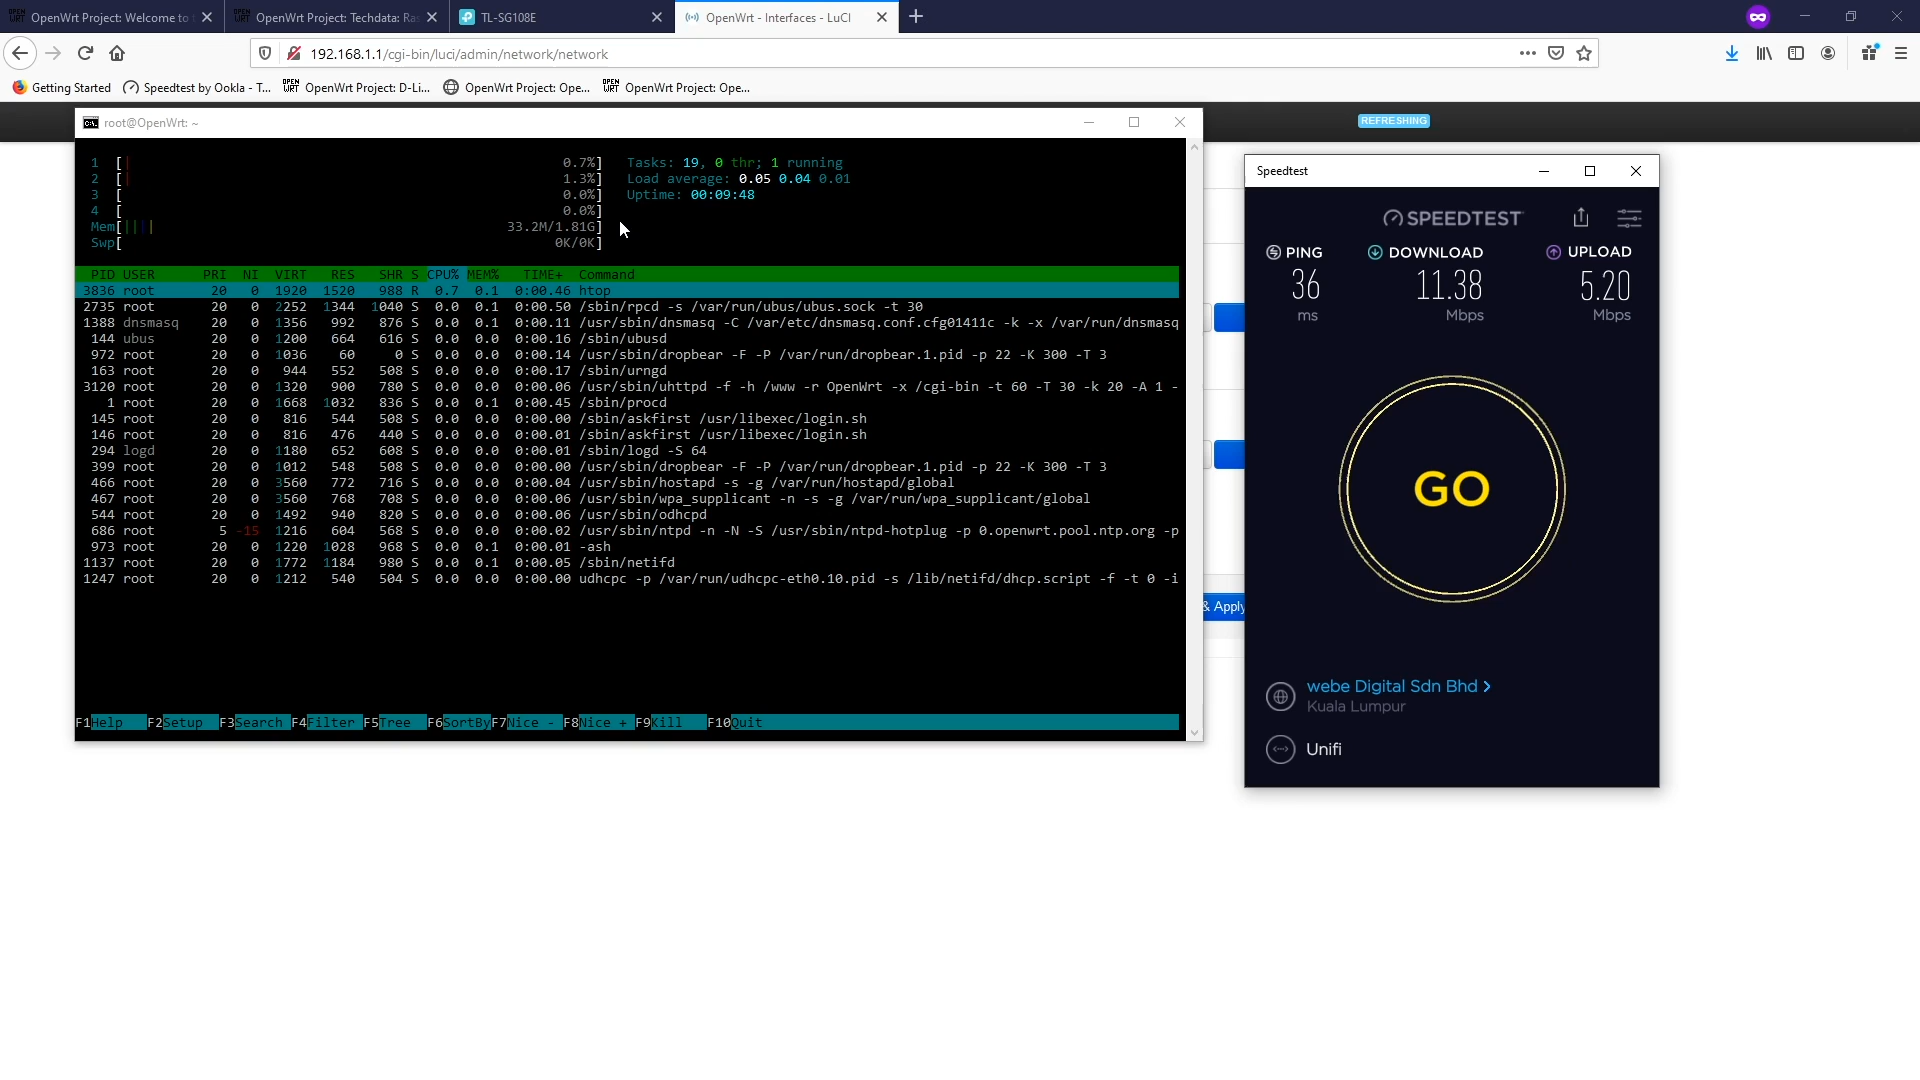 OpenWrt Project: Welcome to t
OpenWrt Project: Techdata: Ras
TL-SG108E
OpenWrt - Interfaces - LuCI
192.168.1.1/cgi-bin/luci/admin/network/network
Getting Started
Speedtest by Ookla - T...
OpenWrt Project: D-Li...
OpenWrt Project: Ope...
OpenWrt Project: Ope...
REFRESHING
root@OpenWrt: ~
1 [| 0.7%] Tasks: 19, 0 thr; 1 running
2 [| 1.3%] Load average: 0.05 0.04 0.01
3 [ 0.0%] Uptime: 00:09:48
4 [ 0.0%]
Mem[|||| 33.2M/1.81G]
Swp[ 0K/0K]
PID USER PRI NI VIRT RES SHR S CPU% MEM% TIME+ Command
3836 root 20 0 1920 1520 988 R 0.7 0.1 0:00.46 htop
2735 root 20 0 2252 1344 1040 S 0.0 0.1 0:00.50 /sbin/rpcd -s /var/run/ubus/ubus.sock -t 30
1388 dnsmasq 20 0 1356 992 876 S 0.0 0.1 0:00.11 /usr/sbin/dnsmasq -C /var/etc/dnsmasq.conf.cfg01411c -k -x /var/run/dnsmasq
144 ubus 20 0 1200 664 616 S 0.0 0.0 0:00.16 /sbin/ubusd
972 root 20 0 1036 60 0 S 0.0 0.0 0:00.14 /usr/sbin/dropbear -F -P /var/run/dropbear.1.pid -p 22 -K 300 -T 3
163 root 20 0 944 552 508 S 0.0 0.0 0:00.17 /sbin/urngd
3120 root 20 0 1320 900 780 S 0.0 0.0 0:00.06 /usr/sbin/uhttpd -f -h /www -r OpenWrt -x /cgi-bin -t 60 -T 30 -k 20 -A 1 -
1 root 20 0 1668 1032 836 S 0.0 0.1 0:00.45 /sbin/procd
145 root 20 0 816 544 508 S 0.0 0.0 0:00.00 /sbin/askfirst /usr/libexec/login.sh
146 root 20 0 816 476 440 S 0.0 0.0 0:00.01 /sbin/askfirst /usr/libexec/login.sh
294 logd 20 0 1180 652 608 S 0.0 0.0 0:00.01 /sbin/logd -S 64
399 root 20 0 1012 548 508 S 0.0 0.0 0:00.00 /usr/sbin/dropbear -F -P /var/run/dropbear.1.pid -p 22 -K 300 -T 3
466 root 20 0 3560 772 716 S 0.0 0.0 0:00.04 /usr/sbin/hostapd -s -g /var/run/hostapd/global
467 root 20 0 3560 768 708 S 0.0 0.0 0:00.06 /usr/sbin/wpa_supplicant -n -s -g /var/run/wpa_supplicant/global
544 root 20 0 1492 940 820 S 0.0 0.0 0:00.06 /usr/sbin/odhcpd
686 root 5 -15 1216 604 568 S 0.0 0.0 0:00.02 /usr/sbin/ntpd -n -N -S /usr/sbin/ntpd-hotplug -p 0.openwrt.pool.ntp.org -p
973 root 20 0 1220 1028 968 S 0.0 0.1 0:00.01 -ash
1137 root 20 0 1772 1184 980 S 0.0 0.1 0:00.05 /sbin/netifd
1247 root 20 0 1212 540 504 S 0.0 0.0 0:00.00 udhcpc -p /var/run/udhcpc-eth0.10.pid -s /lib/netifd/dhcp.script -f -t 0 -i
F1Help F2Setup F3Search F4Filter F5Tree F6SortBy F7Nice - F8Nice + F9Kill F10Quit
& Apply
Speedtest
SPEEDTEST
PING DOWNLOAD UPLOAD
36 11.38 5.20
ms Mbps Mbps
GO
webe Digital Sdn Bhd
Kuala Lumpur
Unifi